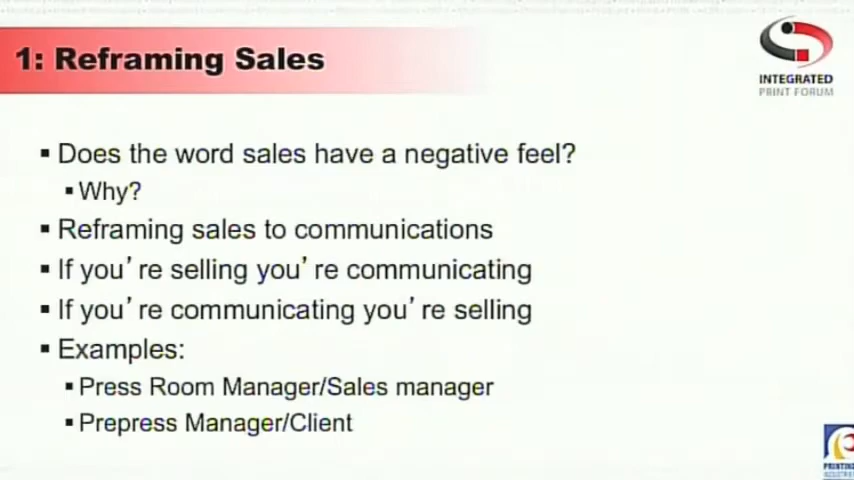 1: Reframing Sales
INTEGRATED
PRINT FORUM
▪ Does the word sales have a negative feel?
▪ Why?
▪ Reframing sales to communications
▪ If you're selling you're communicating
▪ If you're communicating you're selling
▪ Examples:
▪ Press Room Manager/Sales manager
▪ Prepress Manager/Client